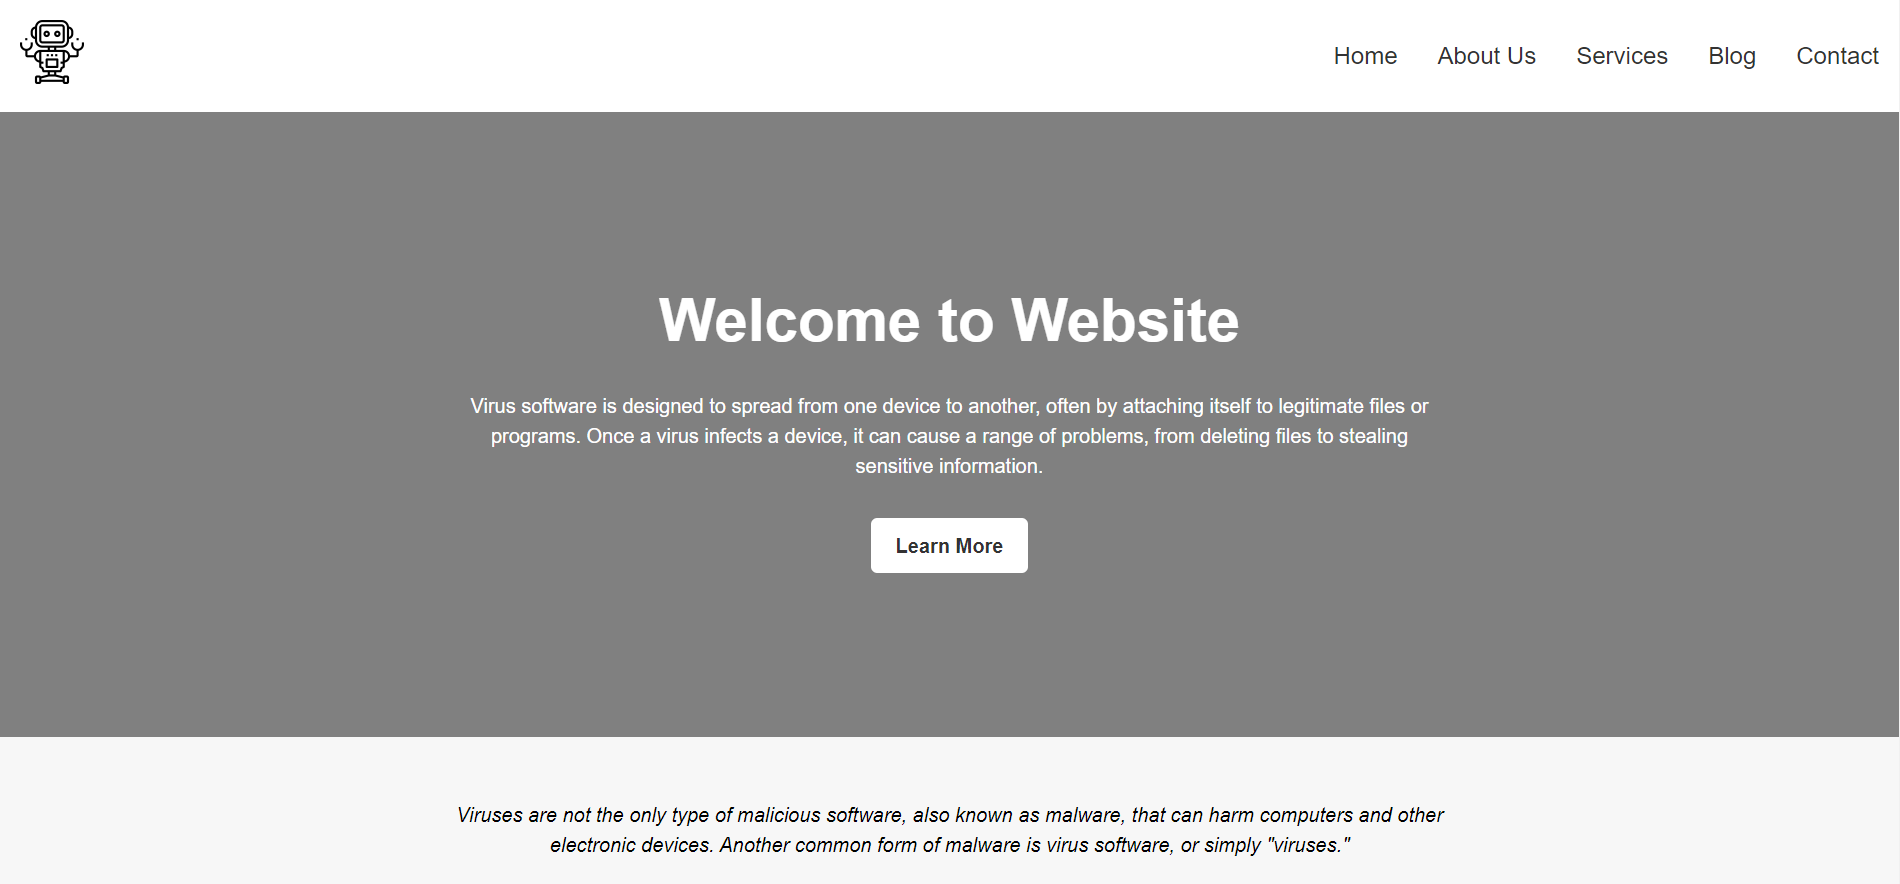 Home About Us Services Blog Contact
Welcome to Website
Virus software is designed to spread from one device to another, often by attaching itself to legitimate files or
programs. Once a virus infects a device, it can cause a range of problems, from deleting files to stealing
sensitive information.
Learn More
Viruses are not the only type of malicious software, also known as malware, that can harm computers and other
electronic devices. Another common form of malware is virus software, or simply "viruses."